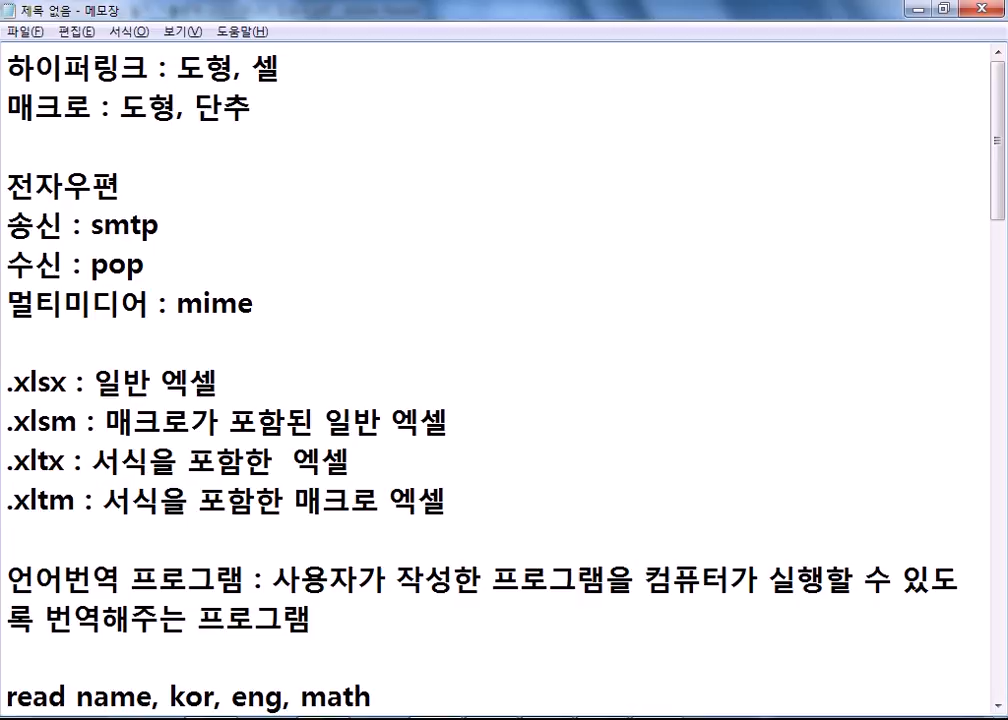 제목 없음 - 메모장
파일(F) 편집(E) 서식(O) 보기(V) 도움말(H)
하이퍼링크 : 도형, 셀
매크로 : 도형, 단추
전자우편
송신 : smtp
수신 : pop
멀티미디어 : mime
.xlsx : 일반 엑셀
.xlsm : 매크로가 포함된 일반 엑셀
.xltx : 서식을 포함한  엑셀
.xltm : 서식을 포함한 매크로 엑셀
언어번역 프로그램 : 사용자가 작성한 프로그램을 컴퓨터가 실행할 수 있도
록 번역해주는 프로그램
read name, kor, eng, math